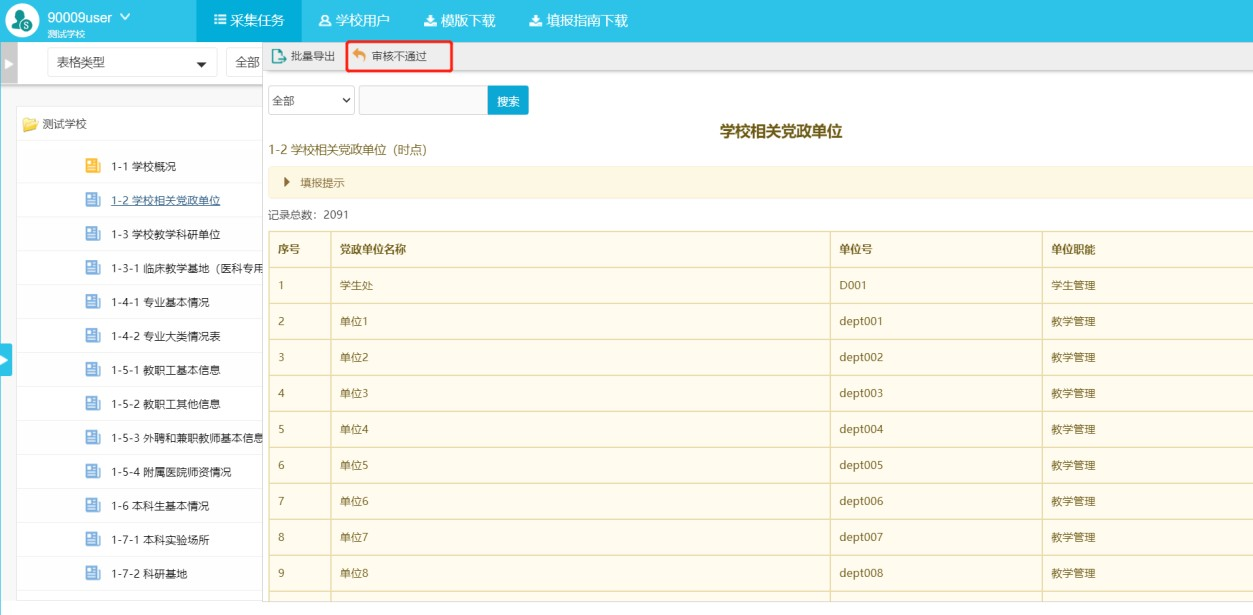 90009user
测试学校
采集任务 学校用户 模版下载 填报指南下载
表格类型 全部
批量导出 审核不通过
全部 搜索
学校相关党政单位
1-2 学校相关党政单位（时点）
填报提示
记录总数：2091
测试学校
1-1 学校概况
1-2 学校相关党政单位
1-3 学校教学科研单位
1-3-1 临床教学基地（医科专用
1-4-1 专业基本情况
1-4-2 专业大类情况表
1-5-1 教职工基本信息
1-5-2 教职工其他信息
1-5-3 外聘和兼职教师基本信息
1-5-4 附属医院师资情况
1-6 本科生基本情况
1-7-1 本科实验场所
1-7-2 科研基地
序号 党政单位名称 单位号 单位职能
1 学生处 D001 学生管理
2 单位1 dept001 教学管理
3 单位2 dept002 教学管理
4 单位3 dept003 教学管理
5 单位4 dept004 教学管理
6 单位5 dept005 教学管理
7 单位6 dept006 教学管理
8 单位7 dept007 教学管理
9 单位8 dept008 教学管理